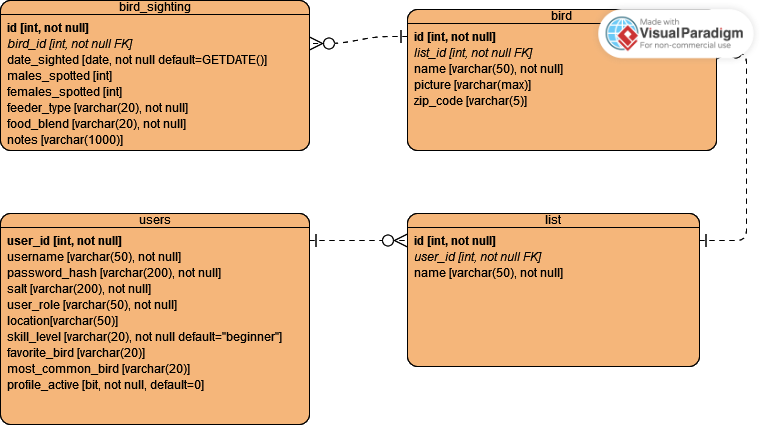 bird_sighting
id [int, not null]
bird_id [int, not null FK]
date_sighted [date, not null default=GETDATE()]
males_spotted [int]
females_spotted [int]
feeder_type [varchar(20), not null]
food_blend [varchar(20), not null]
notes [varchar(1000)]
bird
id [int, not null]
list_id [int, not null FK]
name [varchar(50), not null]
picture [varchar(max)]
zip_code [varchar(5)]
Made with
Visual Paradigm
For non-commercial use
users
user_id [int, not null]
username [varchar(50), not null]
password_hash [varchar(200), not null]
salt [varchar(200), not null]
user_role [varchar(50), not null]
location[varchar(50)]
skill_level [varchar(20), not null default="beginner"]
favorite_bird [varchar(20)]
most_common_bird [varchar(20)]
profile_active [bit, not null, default=0]
list
id [int, not null]
user_id [int, not null FK]
name [varchar(50), not null]